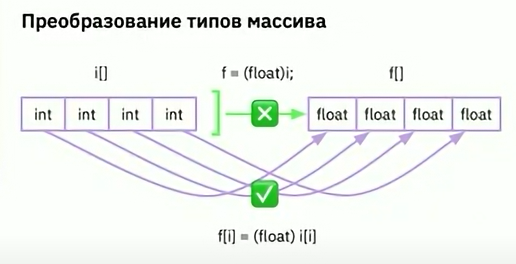 Преобразование типов массива
i[] f = (float)i; f[]
int int int int float float float float
f[i] = (float) i[i]